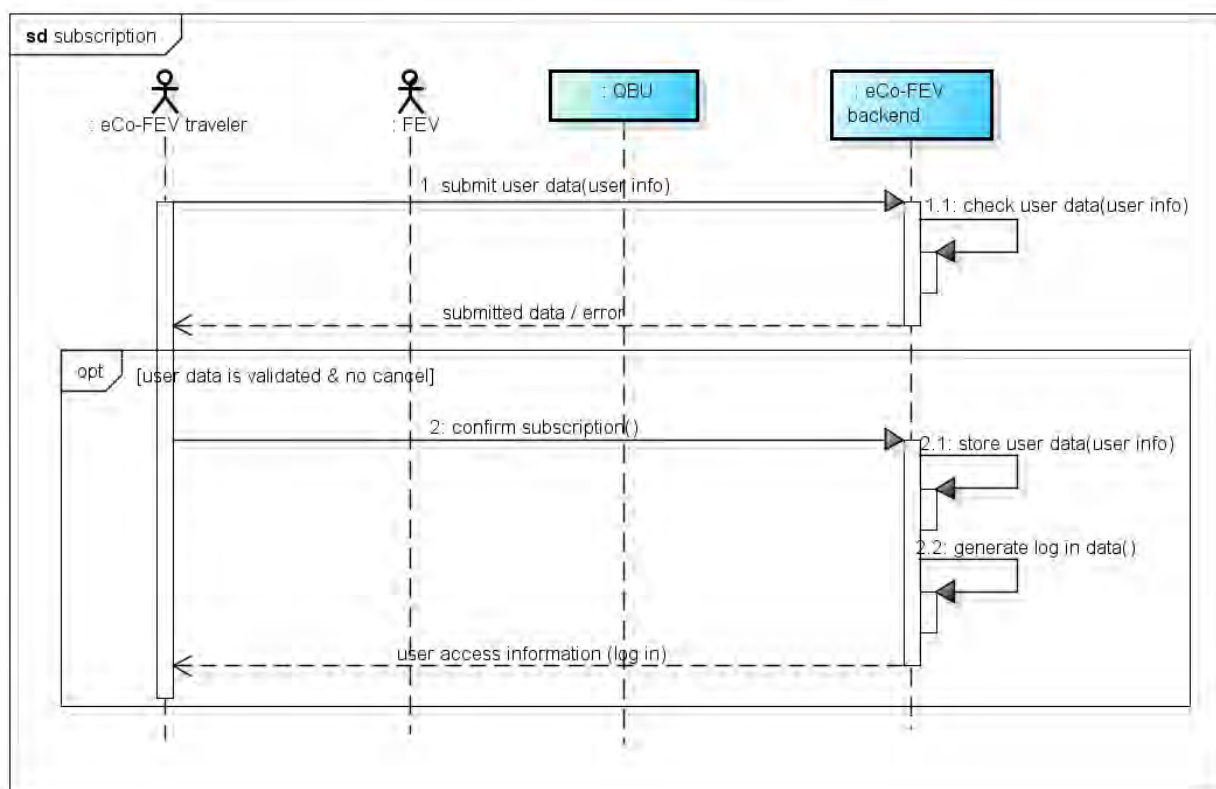 sd subscription
: eCo-FEV traveler
: FEV
: OBU
: eCo-FEV
backend
1 submit user data(user info)
1.1: check user data(user info)
submitted data / error
opt
[user data is validated & no cancel]
2: confirm subscription()
2.1: store user data(user info)
2.2: generate log in data()
user access information (log in)